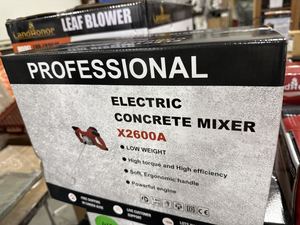 LandHonor
LEAF BLOWER
PROFESSIONAL
ELECTRIC
CONCRETE MIXER
X2600A
LOW WEIGHT
High torque and High efficiency
Soft, Ergonomic handle
Powerful engine